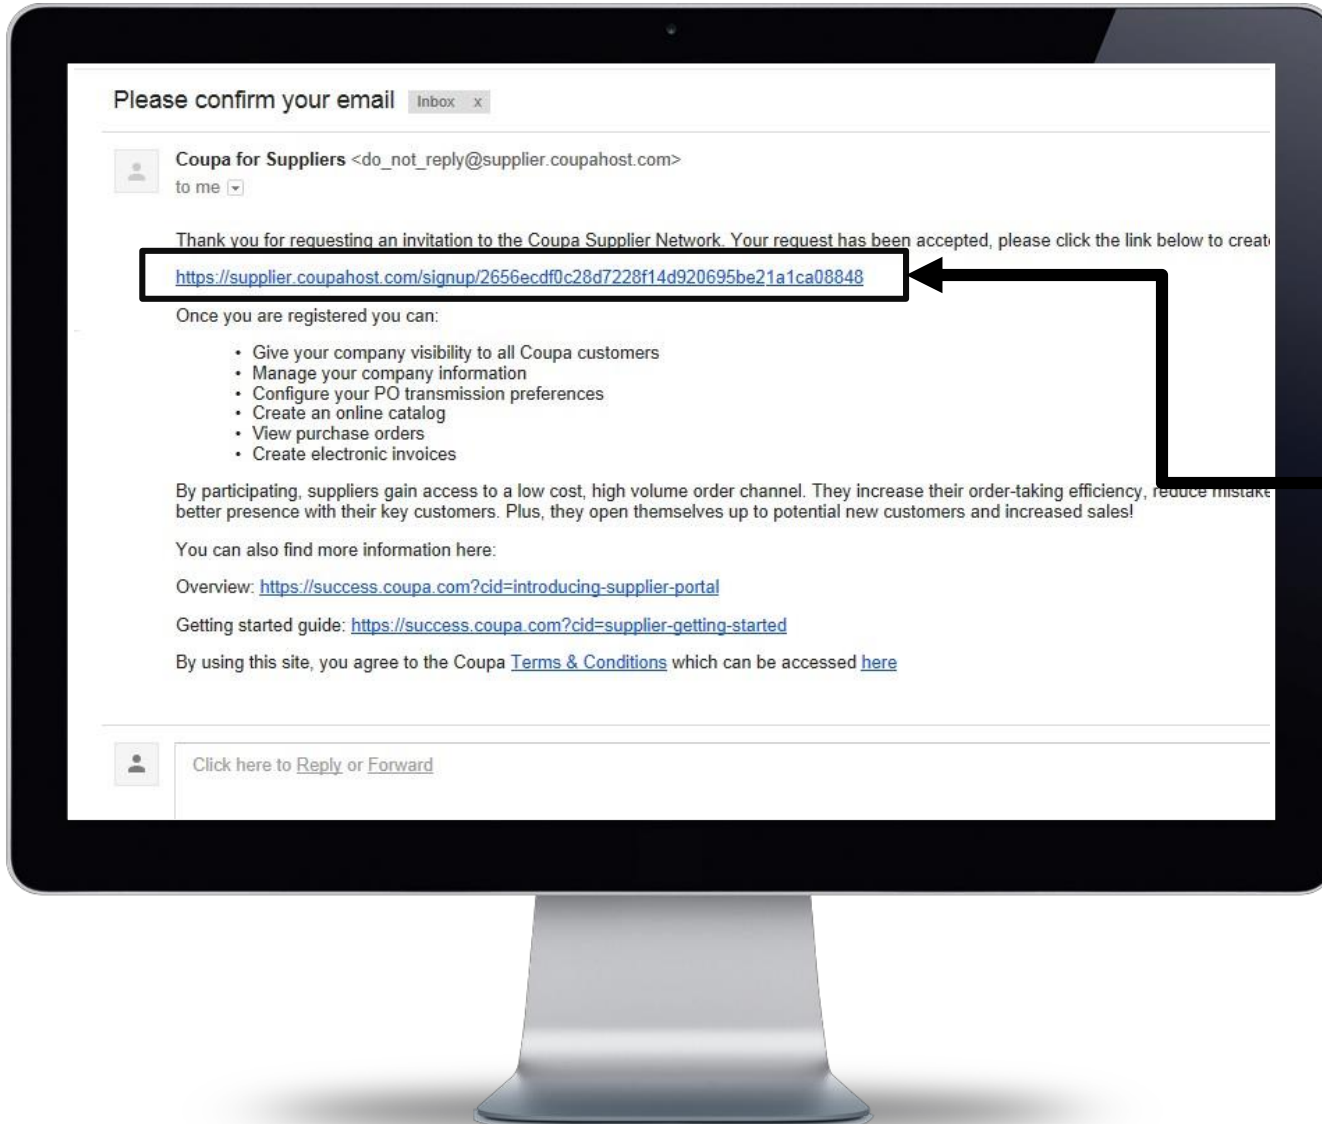 Please confirm your email Inbox x
Coupa for Suppliers <do_not_reply@supplier.coupahost.com>
to me
Thank you for requesting an invitation to the Coupa Supplier Network. Your request has been accepted, please click the link below to creat
https://supplier.coupahost.com/signup/2656ecdf0c28d7228f14d920695be21a1ca08848
Once you are registered you can:
• Give your company visibility to all Coupa customers
• Manage your company information
• Configure your PO transmission preferences
• Create an online catalog
• View purchase orders
• Create electronic invoices
By participating, suppliers gain access to a low cost, high volume order channel. They increase their order-taking efficiency, reduce mistake
better presence with their key customers. Plus, they open themselves up to potential new customers and increased sales!
You can also find more information here:
Overview: https://success.coupa.com?cid=introducing-supplier-portal
Getting started guide: https://success.coupa.com?cid=supplier-getting-started
By using this site, you agree to the Coupa Terms & Conditions which can be accessed here
Click here to Reply or Forward